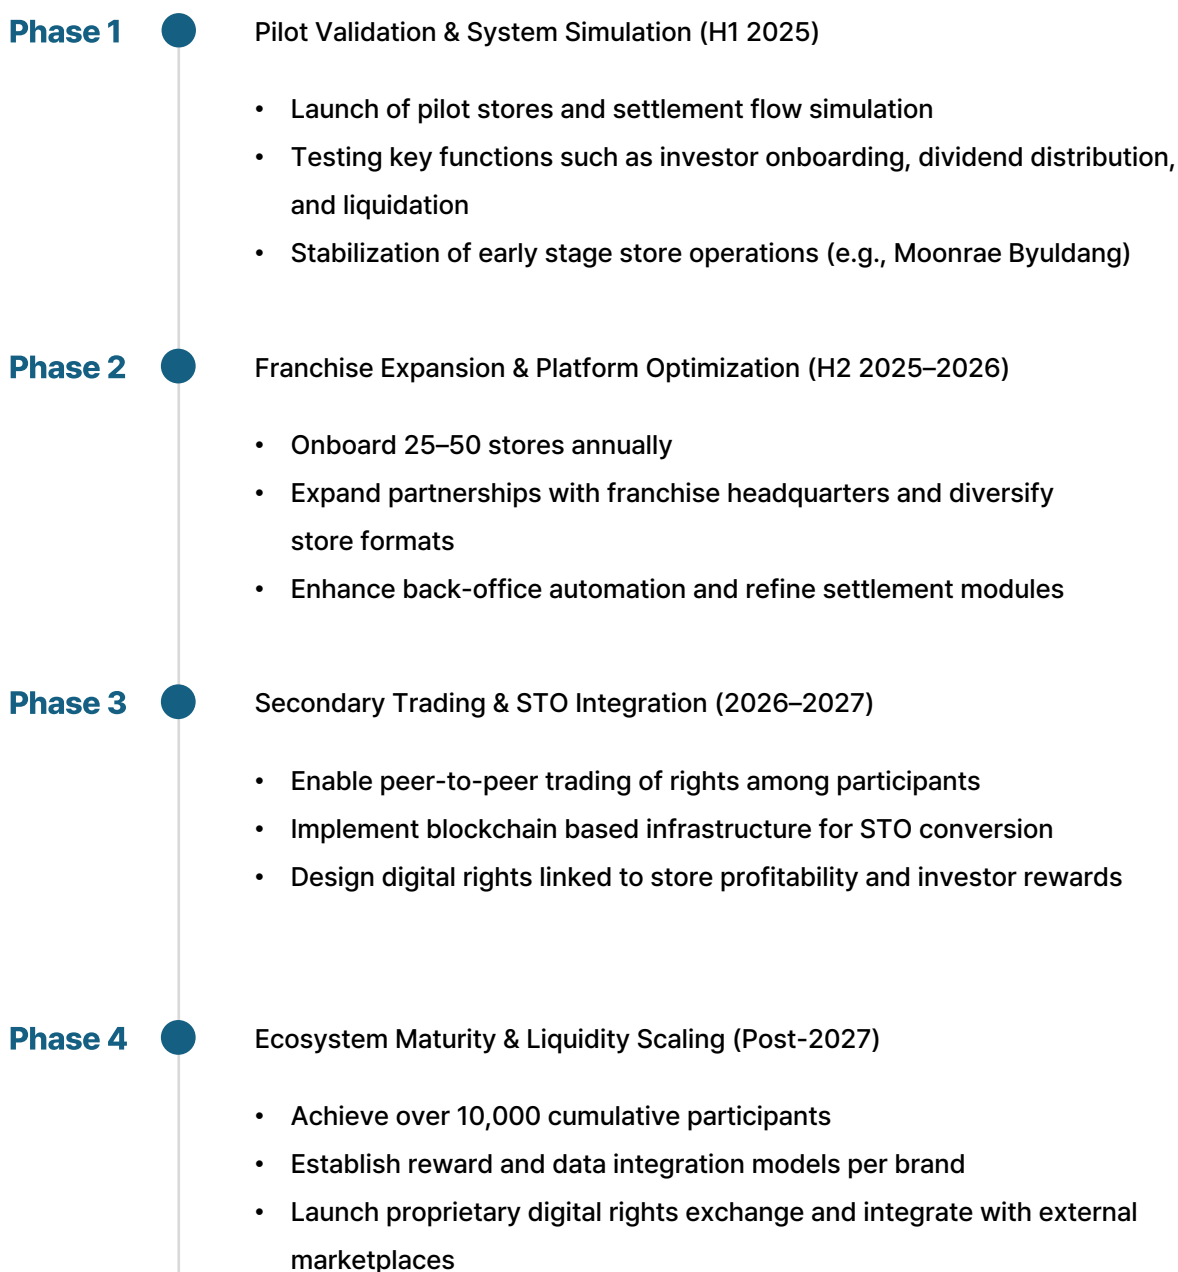 Phase 1
Pilot Validation & System Simulation (H1 2025)
• Launch of pilot stores and settlement flow simulation
• Testing key functions such as investor onboarding, dividend distribution,
and liquidation
• Stabilization of early stage store operations (e.g., Moonrae Byuldang)
Phase 2
Franchise Expansion & Platform Optimization (H2 2025–2026)
• Onboard 25–50 stores annually
• Expand partnerships with franchise headquarters and diversify
store formats
• Enhance back-office automation and refine settlement modules
Phase 3
Secondary Trading & STO Integration (2026–2027)
• Enable peer-to-peer trading of rights among participants
• Implement blockchain based infrastructure for STO conversion
• Design digital rights linked to store profitability and investor rewards
Phase 4
Ecosystem Maturity & Liquidity Scaling (Post-2027)
• Achieve over 10,000 cumulative participants
• Establish reward and data integration models per brand
• Launch proprietary digital rights exchange and integrate with external
marketplaces